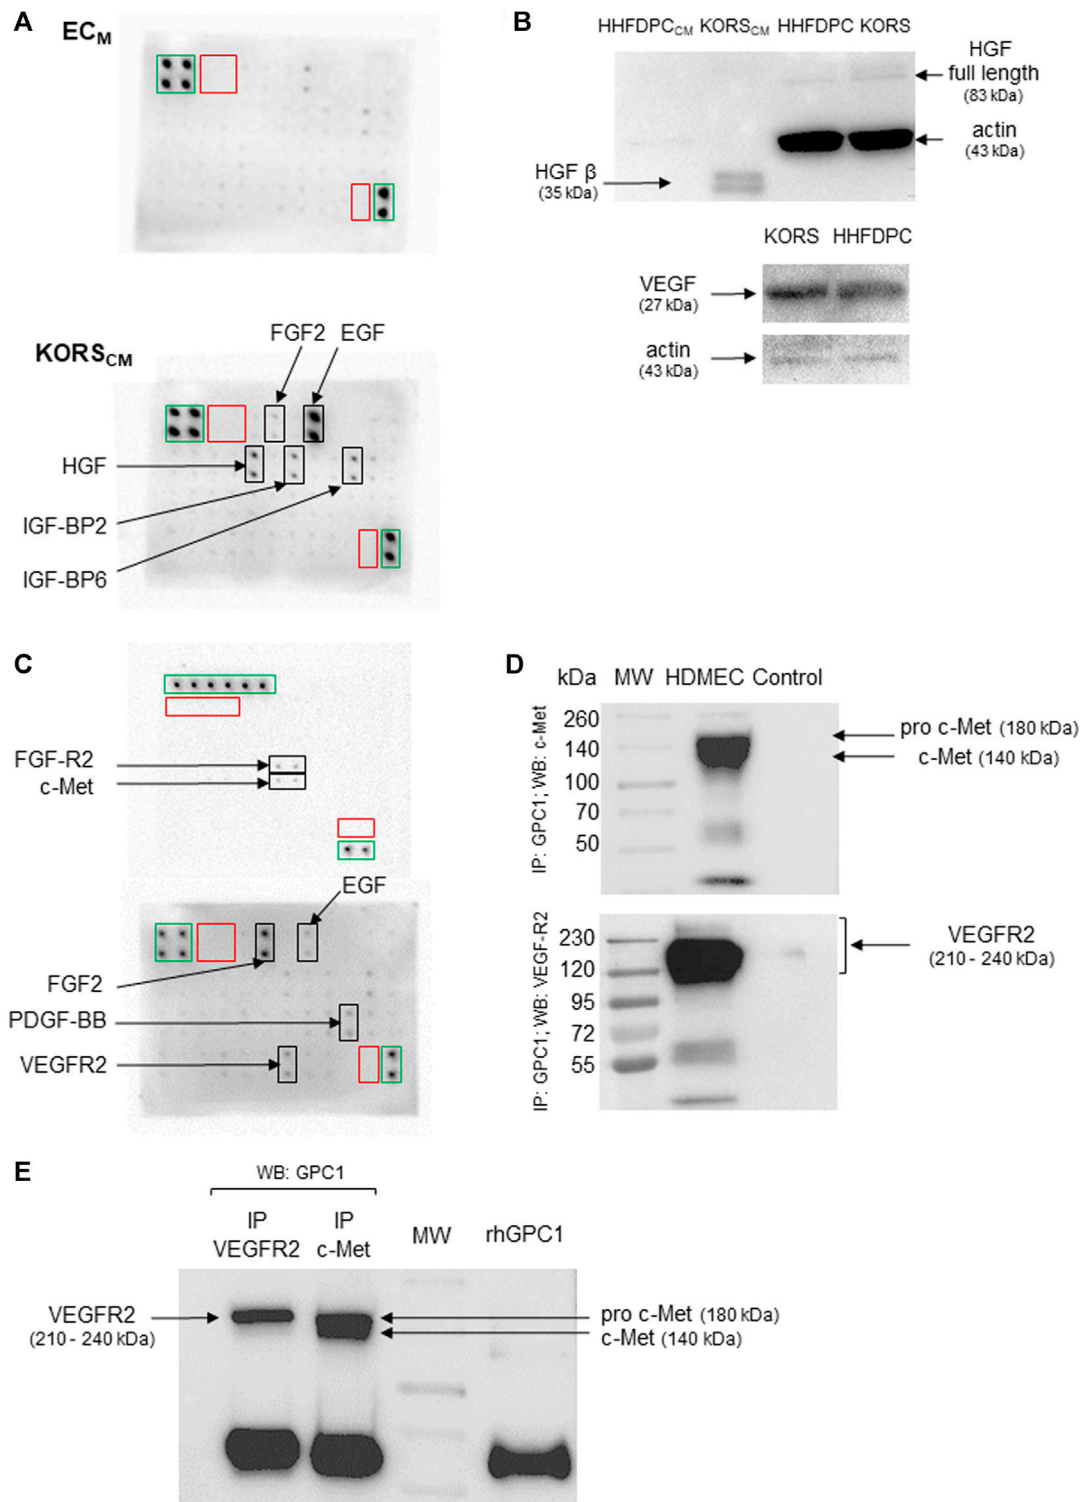 A
EC_M
KORS_CM
FGF2 EGF
HGF
IGF-BP2
IGF-BP6
B
HHFDPC_CM KORS_CM HHFDPC KORS
HGF
full length
(83 kDa)
actin
(43 kDa)
HGF β
(35 kDa)
KORS HHFDPC
VEGF
(27 kDa)
actin
(43 kDa)
C
FGF-R2
c-Met
EGF
FGF2
PDGF-BB
VEGFR2
D
kDa MW HDMEC Control
IP: GPC1; WB: c-Met
260
140
100
70
50
pro c-Met (180 kDa)
c-Met (140 kDa)
IP: GPC1; WB: VEGF-R2
230
120
95
72
55
VEGFR2
(210 - 240 kDa)
E
WB: GPC1
IP
VEGFR2
IP
c-Met
MW
rhGPC1
VEGFR2
(210 - 240 kDa)
pro c-Met (180 kDa)
c-Met (140 kDa)